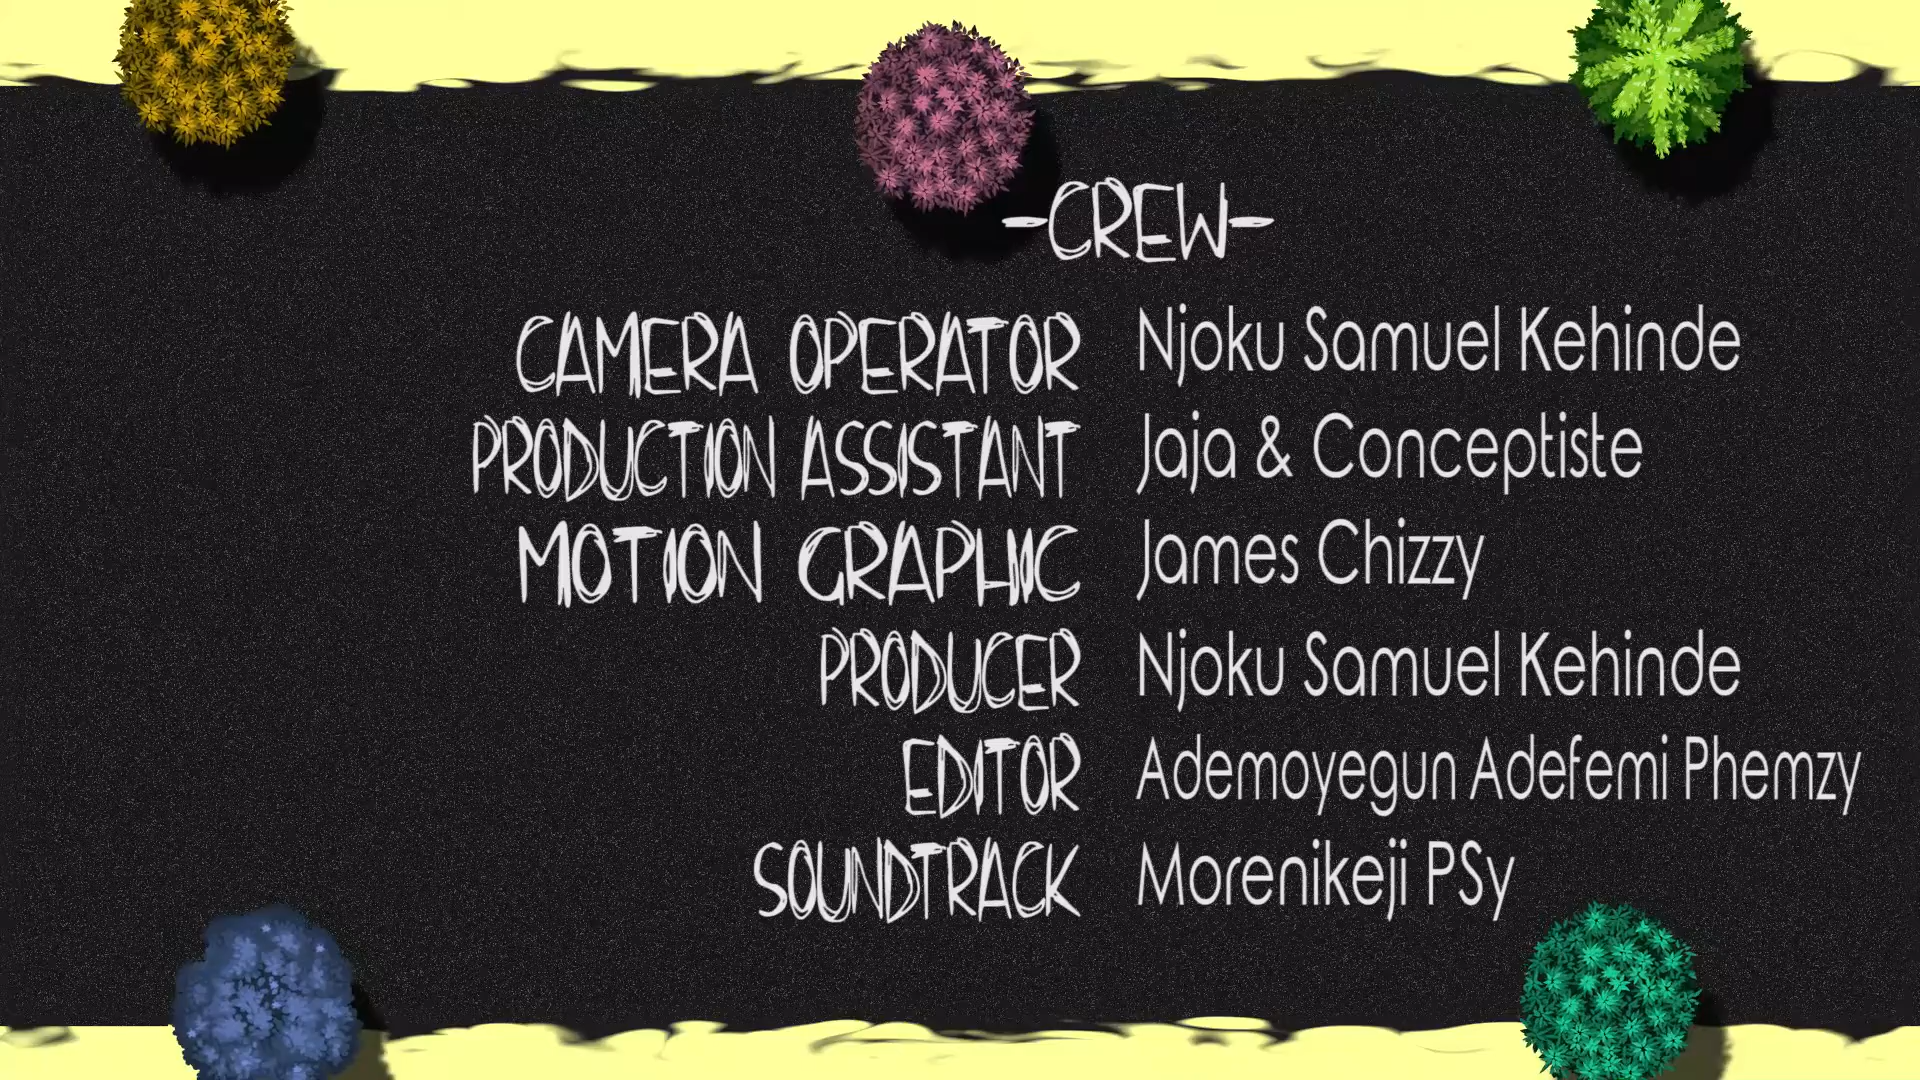 -CREW-
CAMERA OPERATOR Njoku Samuel Kehinde
PRODUCTION ASSISTANT Jaja & Conceptiste
MOTION GRAPHIC James Chizzy
PRODUCER Njoku Samuel Kehinde
EDITOR Ademoyegun Adefemi Phemzy
SOUNDTRACK Morenikeji PSy